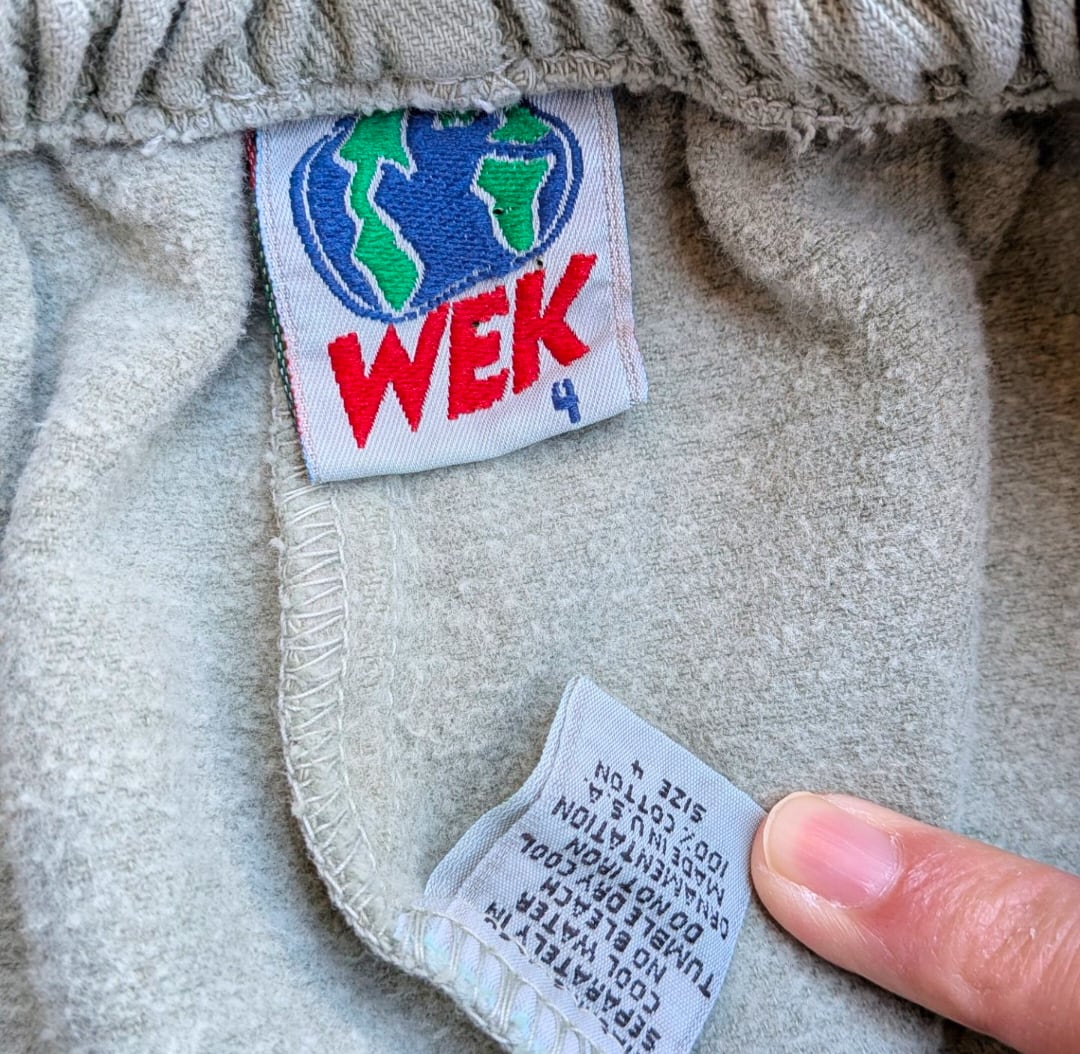 WEK
4
SEPARATELY IN
COOL WATER
NO BLEACH
TUMBLE DRY/COOL
DO NOT IRON
ORNAMENTATION
MADE IN U.S.A
100% COTTON
SIZE 4